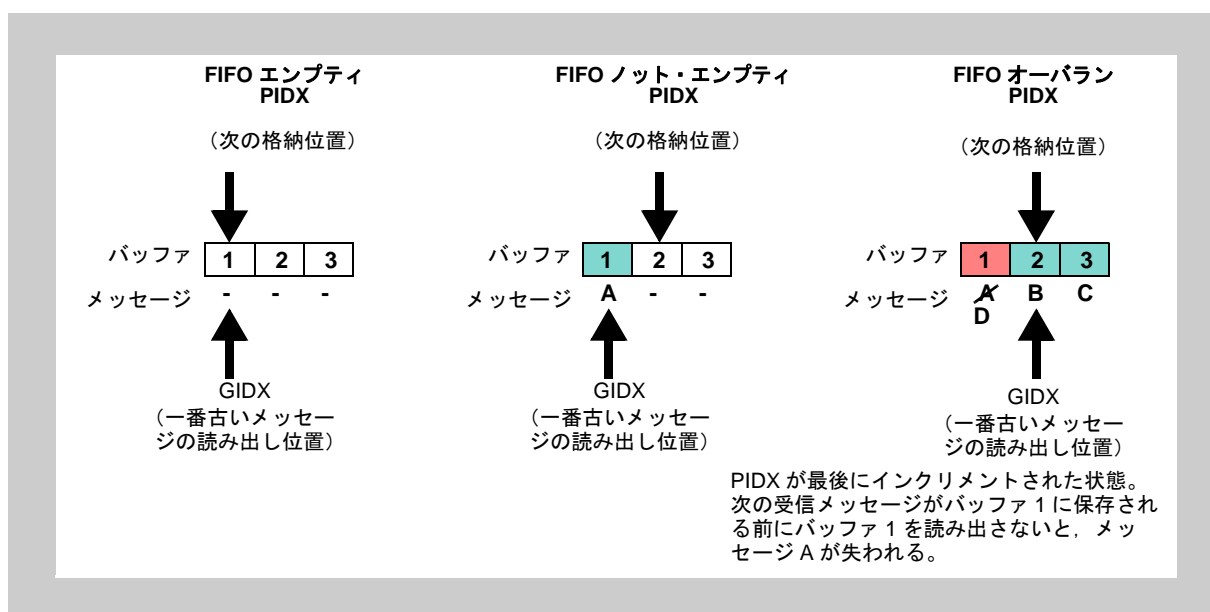 FIFO エンプティ
PIDX
（次の格納位置）
バッファ 1 2 3
メッセージ - - -
GIDX
（一番古いメッセー
ジの読み出し位置）
FIFO ノット・エンプティ
PIDX
（次の格納位置）
バッファ 1 2 3
メッセージ A - -
GIDX
（一番古いメッセー
ジの読み出し位置）
FIFO オーバラン
PIDX
（次の格納位置）
バッファ 1 2 3
メッセージ A B C
D
GIDX
（一番古いメッセー
ジの読み出し位置）
PIDX が最後にインクリメントされた状態。
次の受信メッセージがバッファ 1 に保存され
る前にバッファ 1 を読み出さないと，メッ
セージ A が失われる。